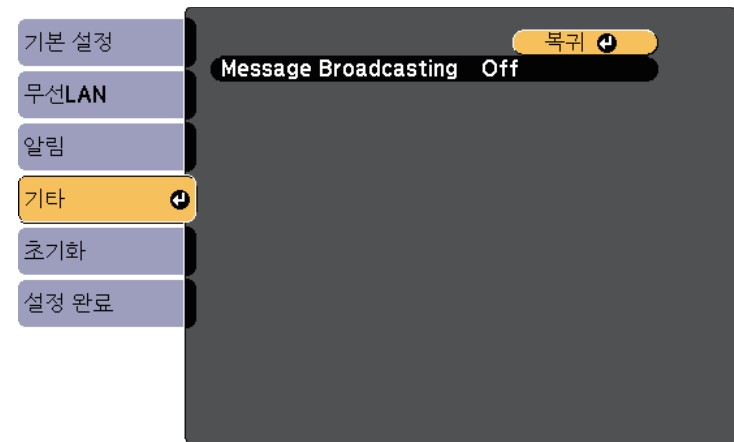 기본 설정
무선LAN
알림
기타
초기화
설정 완료
복귀
Message Broadcasting Off